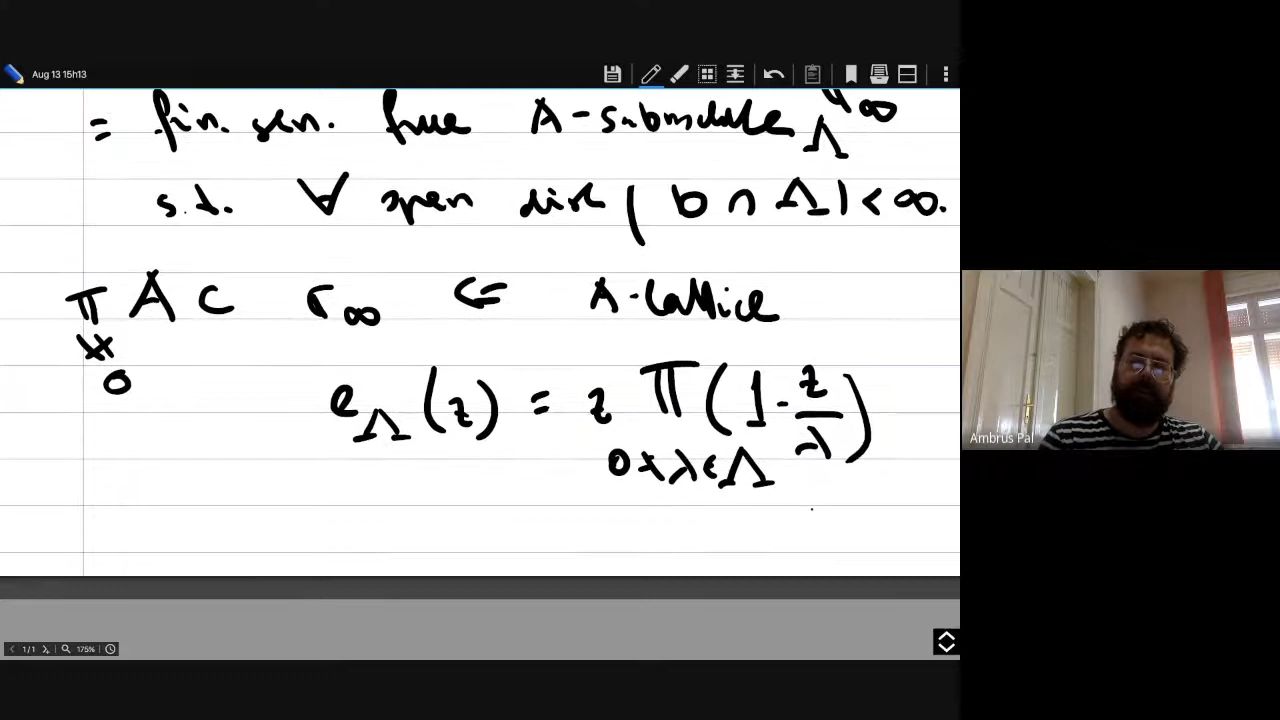 Aug 13 15h13
= fin. gen. free A-submodule Λ ∞
s.t. ∀ open disk | D ∩ Λ | < ∞.
π A ⊂ ∞ ⇐ A-lattice
≠
0
e_Λ(z) = z ∏ (1 - z/λ)
0≠λ∈Λ
Ambrus Pal
1/1
175%